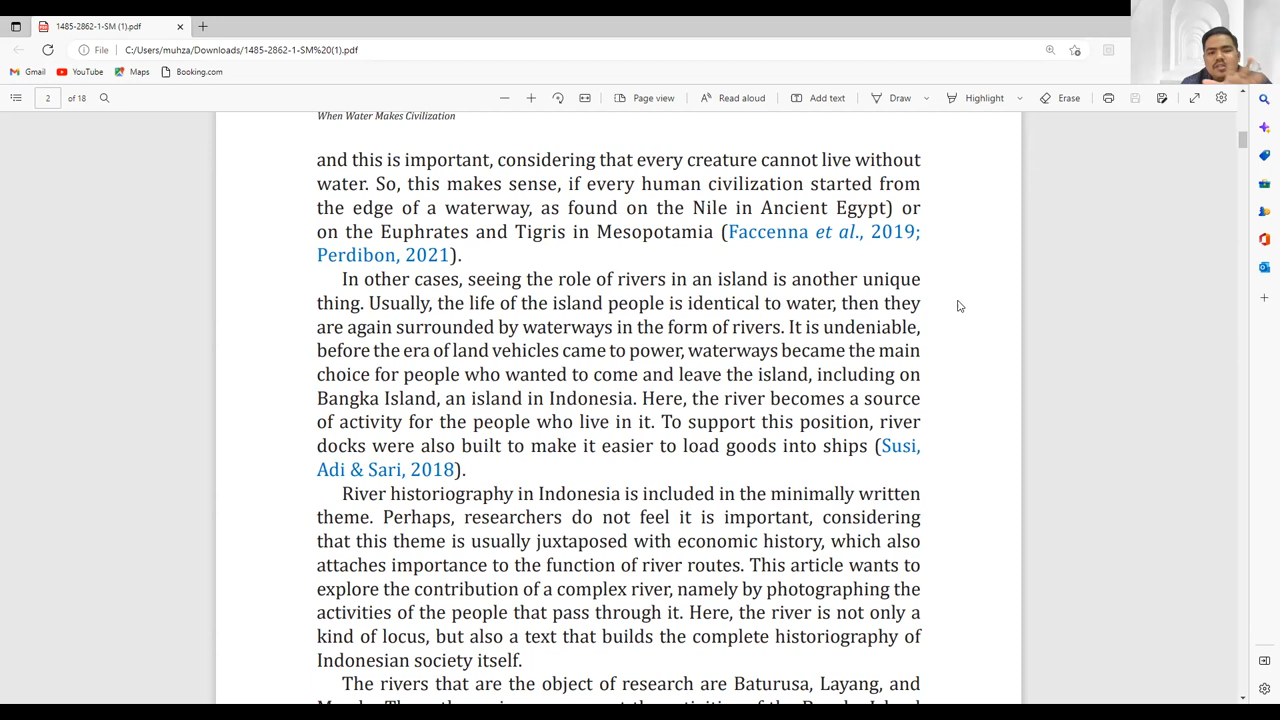 1485-2862-1-SM (1).pdf
File C:/Users/muhza/Downloads/1485-2862-1-SM%20(1).pdf
Gmail YouTube Maps Booking.com
2 of 18 Page view Read aloud Add text Draw Highlight Erase
When Water Makes Civilization
and this is important, considering that every creature cannot live without
water. So, this makes sense, if every human civilization started from
the edge of a waterway, as found on the Nile in Ancient Egypt) or
on the Euphrates and Tigris in Mesopotamia (Faccenna et al., 2019;
Perdibon, 2021).
In other cases, seeing the role of rivers in an island is another unique
thing. Usually, the life of the island people is identical to water, then they
are again surrounded by waterways in the form of rivers. It is undeniable,
before the era of land vehicles came to power, waterways became the main
choice for people who wanted to come and leave the island, including on
Bangka Island, an island in Indonesia. Here, the river becomes a source
of activity for the people who live in it. To support this position, river
docks were also built to make it easier to load goods into ships (Susi,
Adi & Sari, 2018).
River historiography in Indonesia is included in the minimally written
theme. Perhaps, researchers do not feel it is important, considering
that this theme is usually juxtaposed with economic history, which also
attaches importance to the function of river routes. This article wants to
explore the contribution of a complex river, namely by photographing the
activities of the people that pass through it. Here, the river is not only a
kind of locus, but also a text that builds the complete historiography of
Indonesian society itself.
The rivers that are the object of research are Baturusa, Layang, and